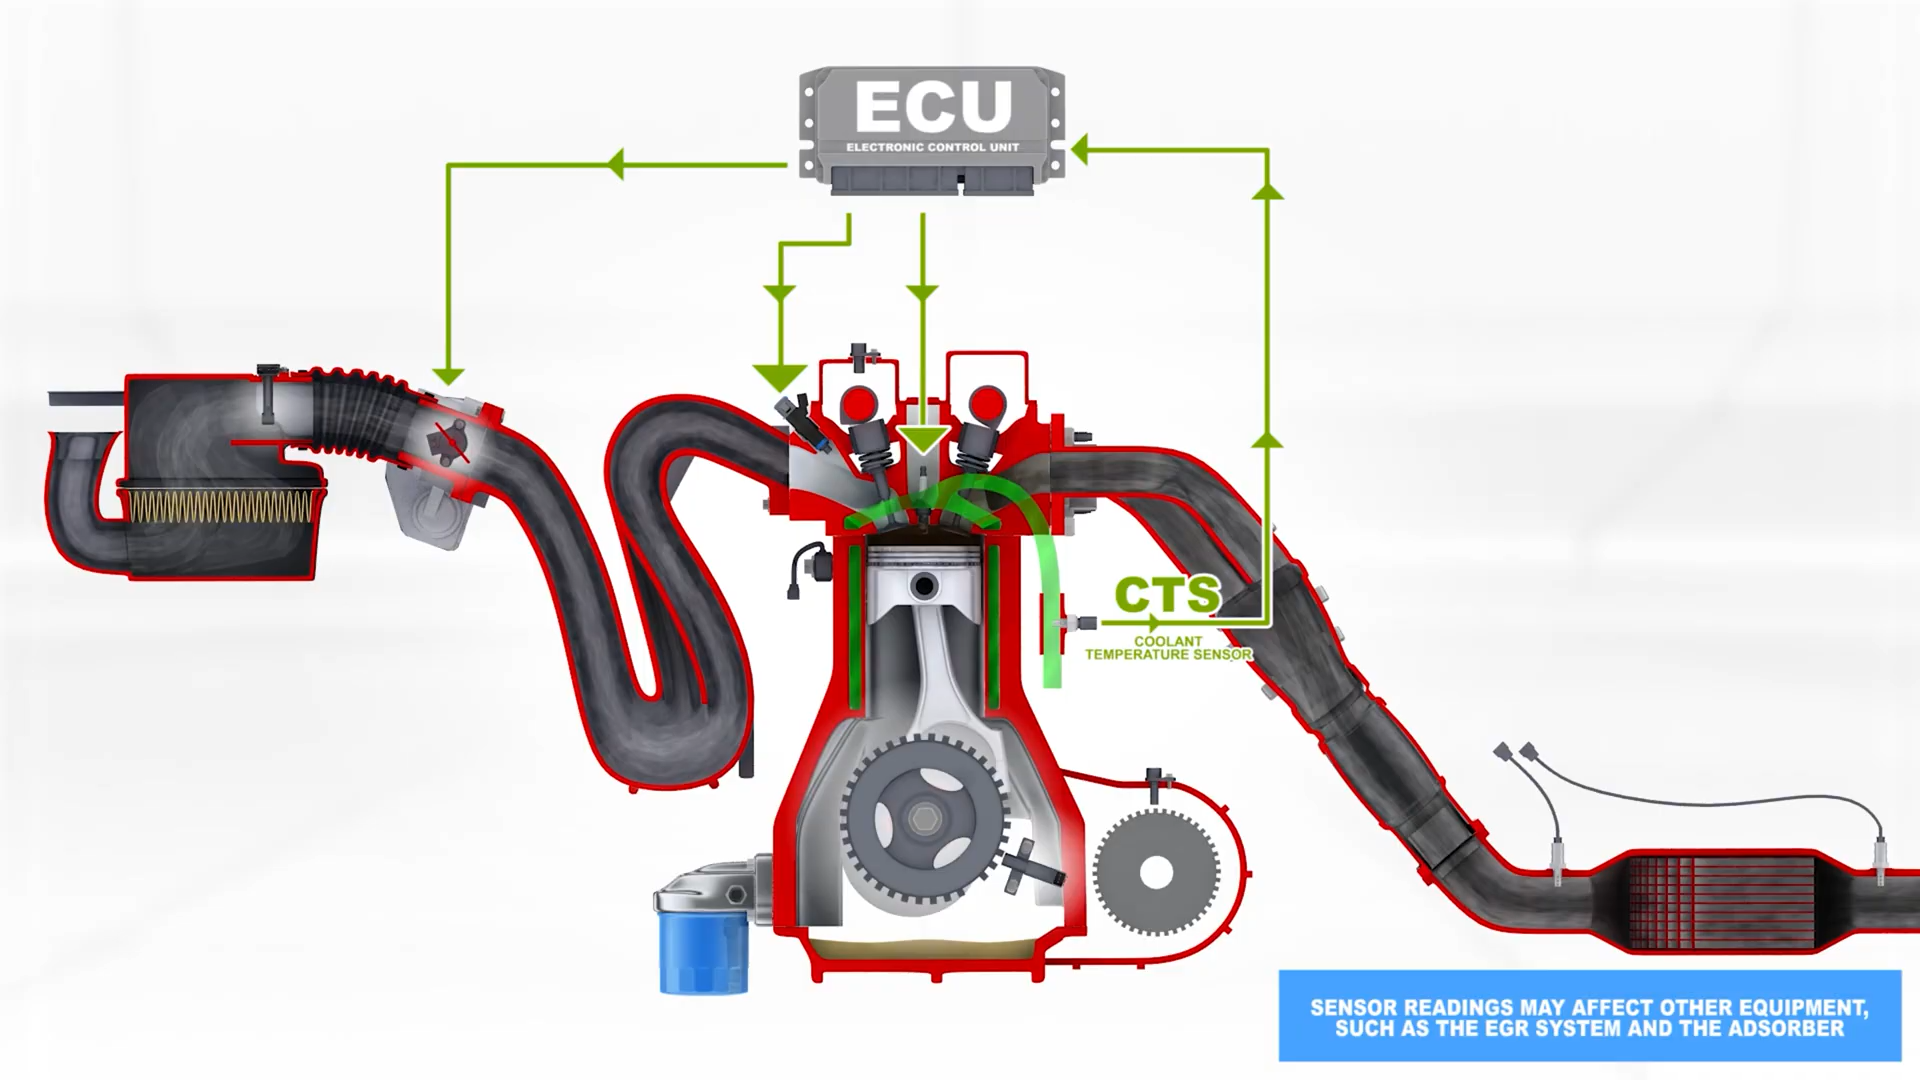 ECU
ELECTRONIC CONTROL UNIT
CTS
COOLANT
TEMPERATURE SENSOR
SENSOR READINGS MAY AFFECT OTHER EQUIPMENT,
SUCH AS THE EGR SYSTEM AND THE ADSORBER